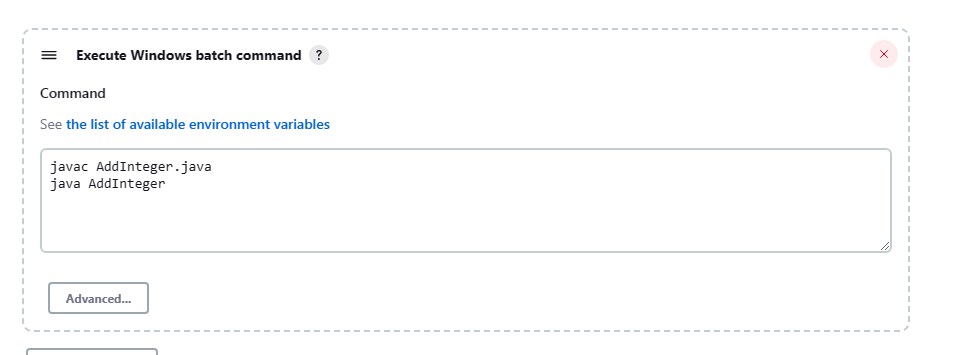 Execute Windows batch command ?
Command
See the list of available environment variables
javac AddInteger.java
java AddInteger
Advanced...